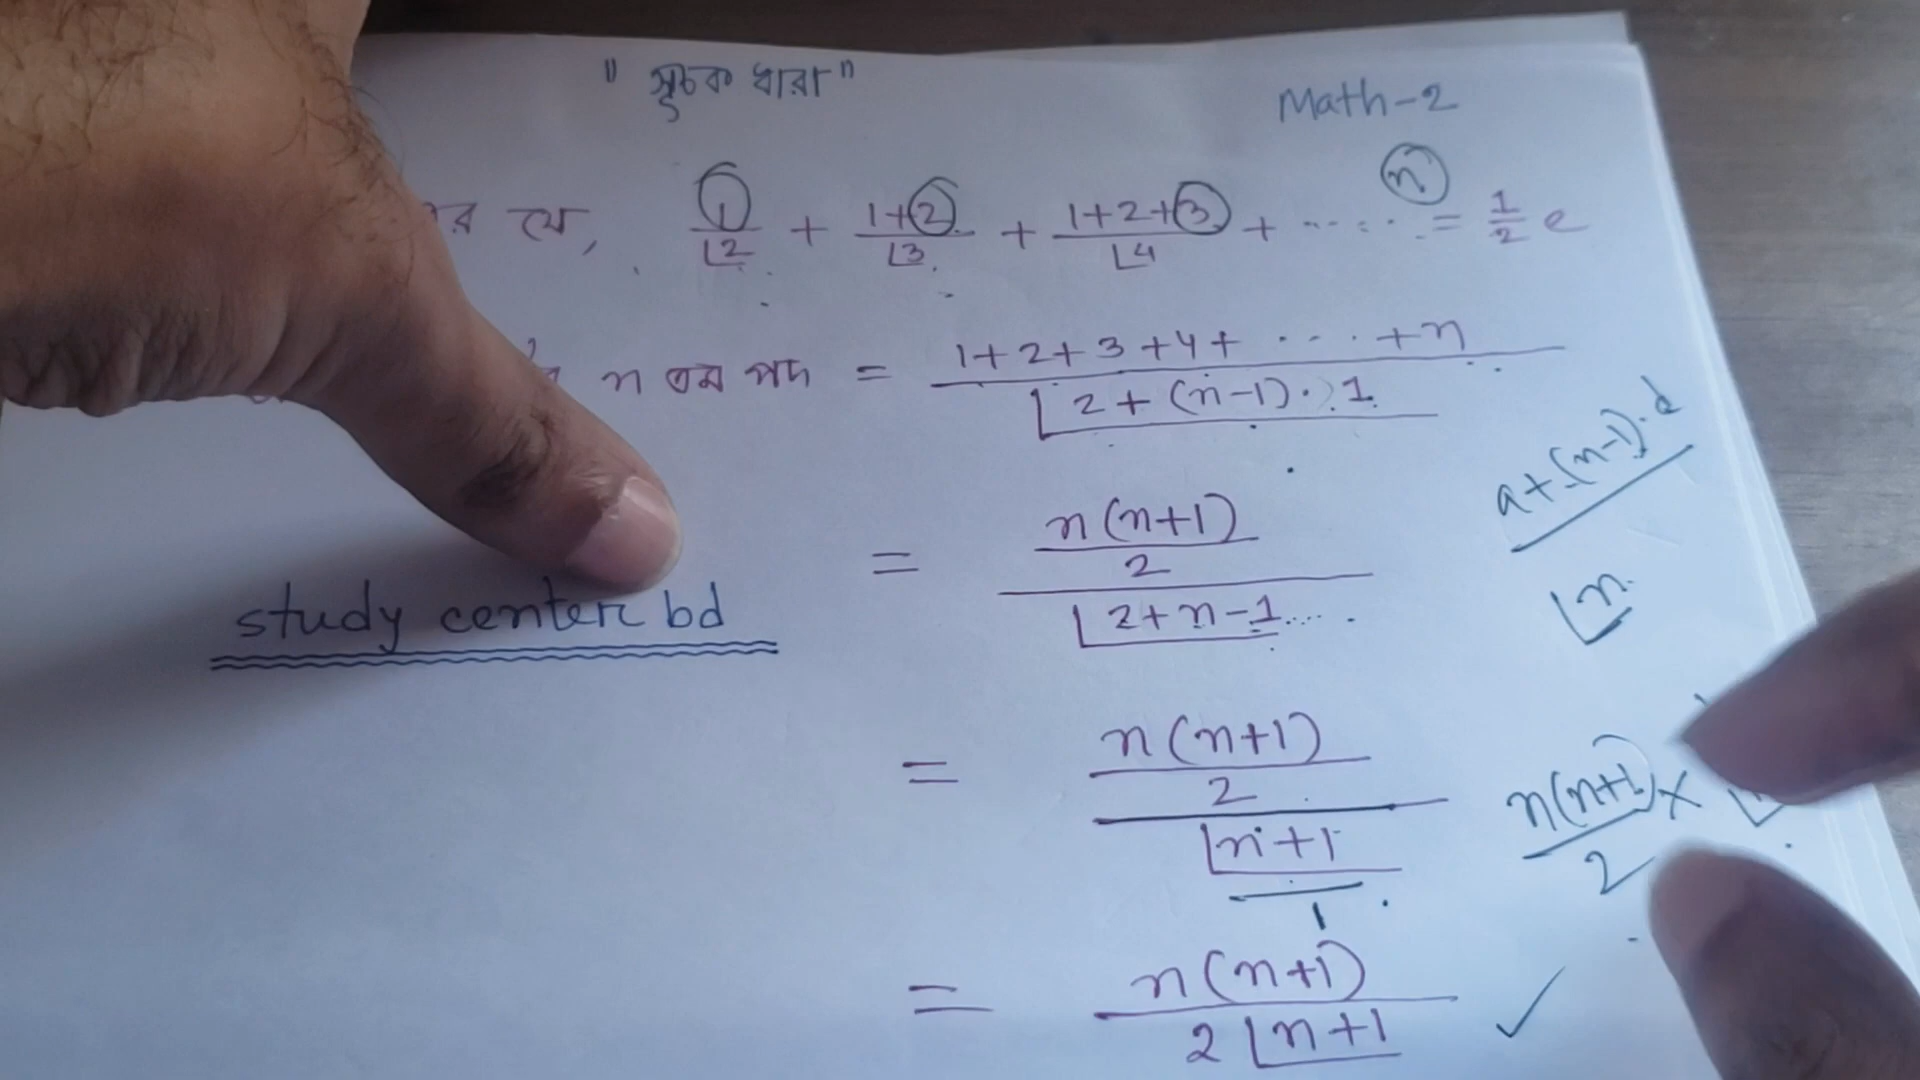 " সূচক ধারা"
Math-2
যে, 1/⌊2 + 1+2/⌊3 + 1+2+3/⌊4 + ..... n = 1/2 e
n তম পদ = 1+2+3+4+ .... +n / ⌊2+(n-1)·1
a+(n-1)·d
⌊n
= n(n+1)/2 / ⌊2+n-1
study center bd
= n(n+1)/2 / ⌊n+1 / 1
n(n+1)/2 ×
= n(n+1) / 2⌊n+1 ✓